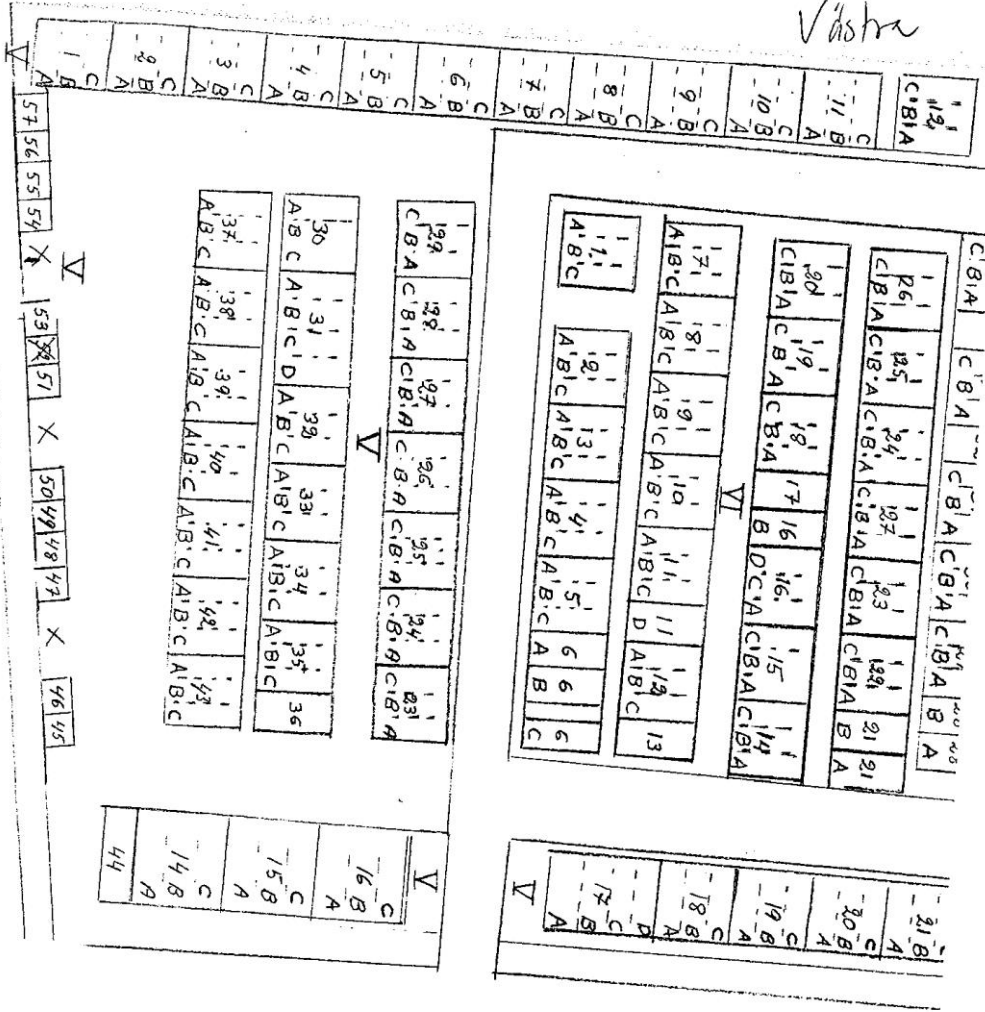 Västra
12
C B A
11 C B A
10 C B A
9 C B A
8 C B A
7 C B A
6 C B A
5 C B A
4 C B A
3 C B A
2 C B A
1 C B A
V
57 56 55 54 X X 53 52 51 X 50 49 48 47 X 46 45
V
37 38 39 40 41 42 43
A B C A B C A B C A B C A B C A B C A B C
30 31 32 33 34 35 36
A B C A B C D A B C A B C A B C A B C
V
29 28 27 26 25 24 23
C B A C B A C B A C B A C B A C B A C B A
1 2 3 4 5 6 6 6
A B C A B C A B C A B C A B C A B C
7 8 9 10 11 11 12 13
A B C A B C A B C A B C A B C D A B C
VI
20 19 18 17 16 16 15 14
C B A C B A C B A B D C A C B A C B A
26 25 24 27 23 22 21 21
C B A C B A C B A C B A C B A C B A B A
C B A C B A C B A C B A C B A B A
44
14 C B A
15 C B A
16 C B A
V
V
17 D C B A
18 C B A
19 C B A
20 C B A
21 B A